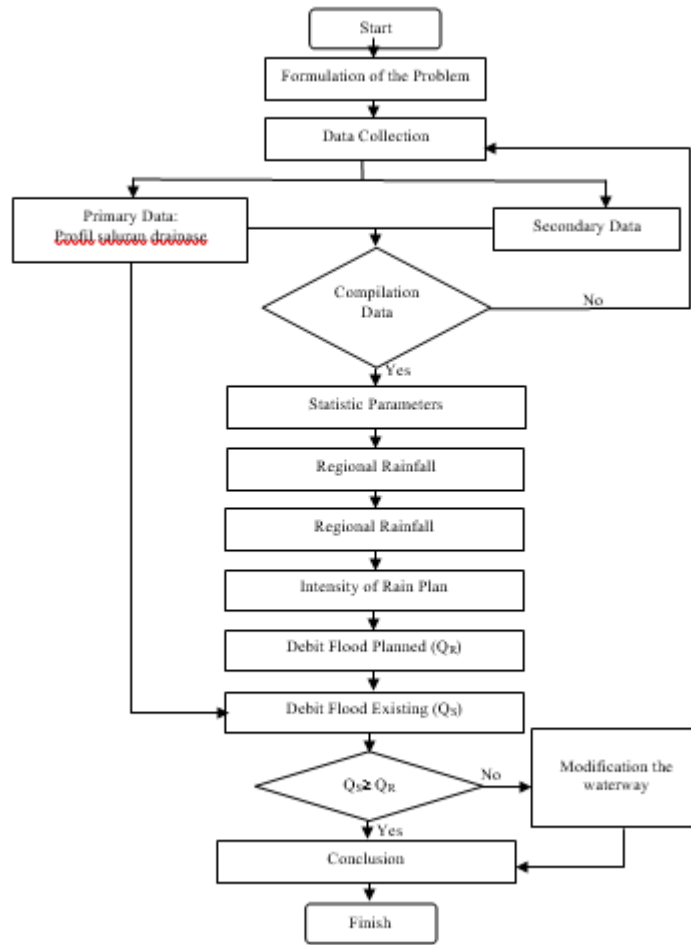 Start
Formulation of the Problem
Data Collection
Primary Data:
Profil saluran drainase
Secondary Data
Compilation
Data
No
Yes
Statistic Parameters
Regional Rainfall
Regional Rainfall
Intensity of Rain Plan
Debit Flood Planned (QR)
Debit Flood Existing (QS)
QS≥ QR
No
Modification the
waterway
Yes
Conclusion
Finish